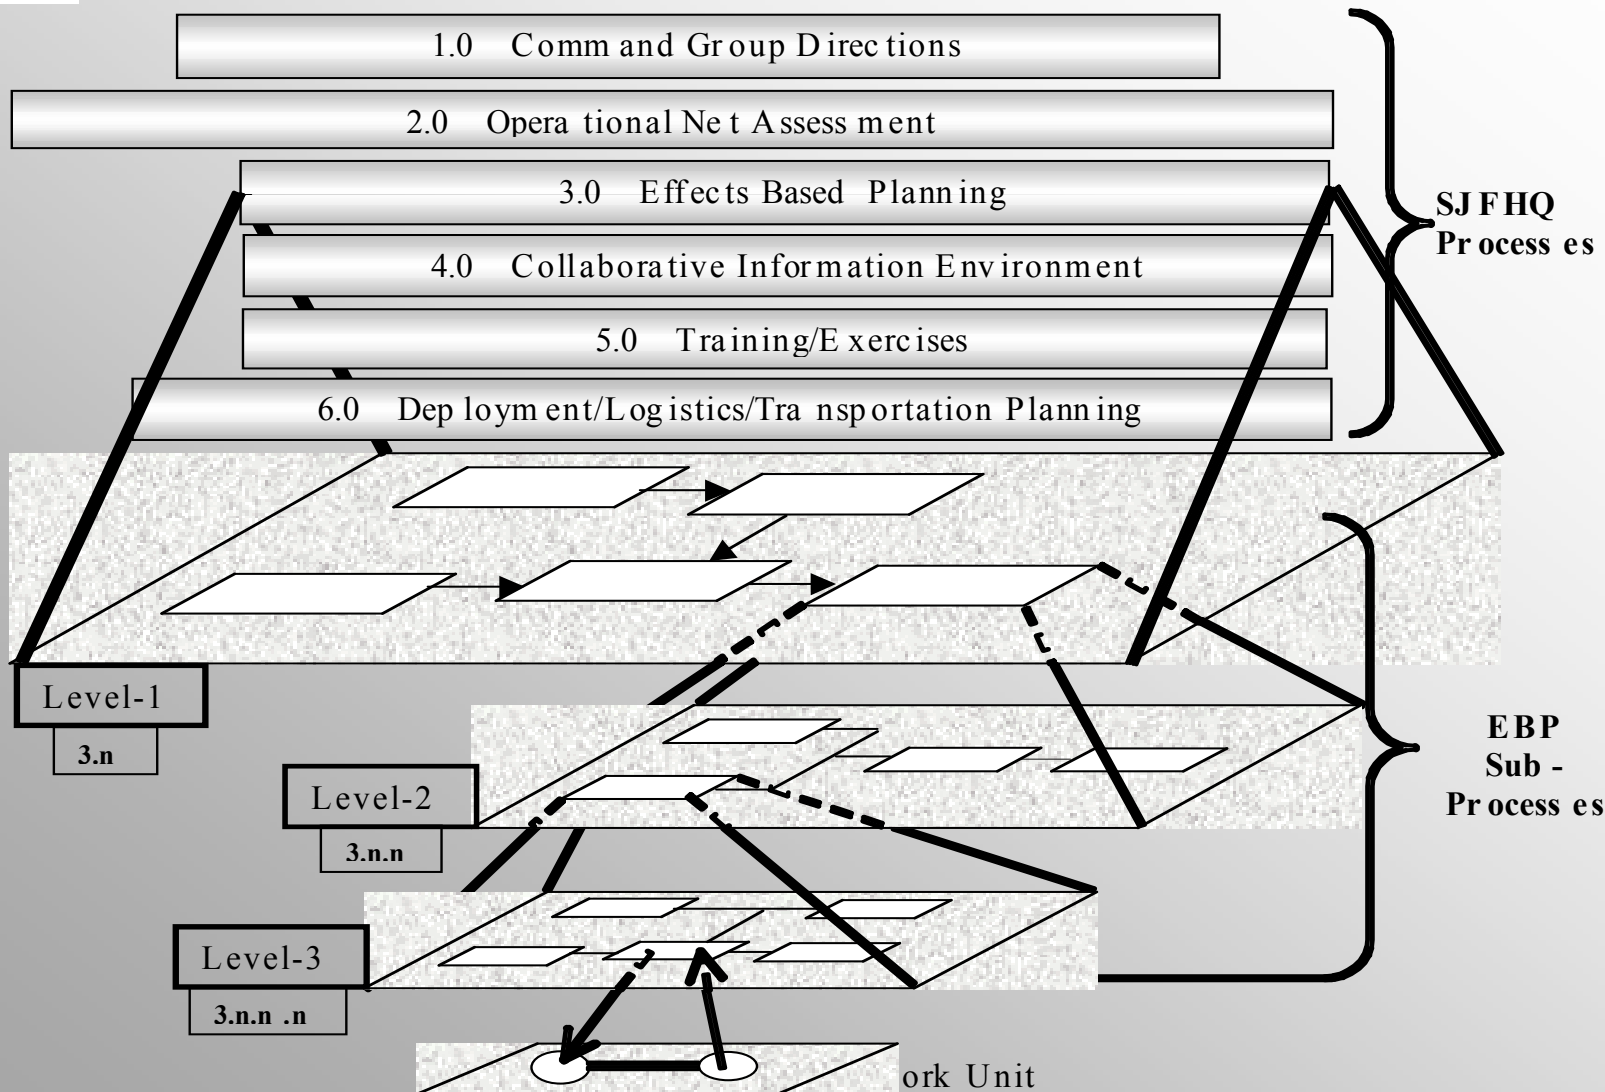 1.0 Command Group Directions
2.0 Operational Net Assessment
3.0 Effects Based Planning
4.0 Collaborative Information Environment
5.0 Training/Exercises
6.0 Deployment/Logistics/Transportation Planning
SJFHQ
Processes
Level-1
3.n
Level-2
3.n.n
EBP
Sub -
Processes
Level-3
3.n.n .n
ork Unit